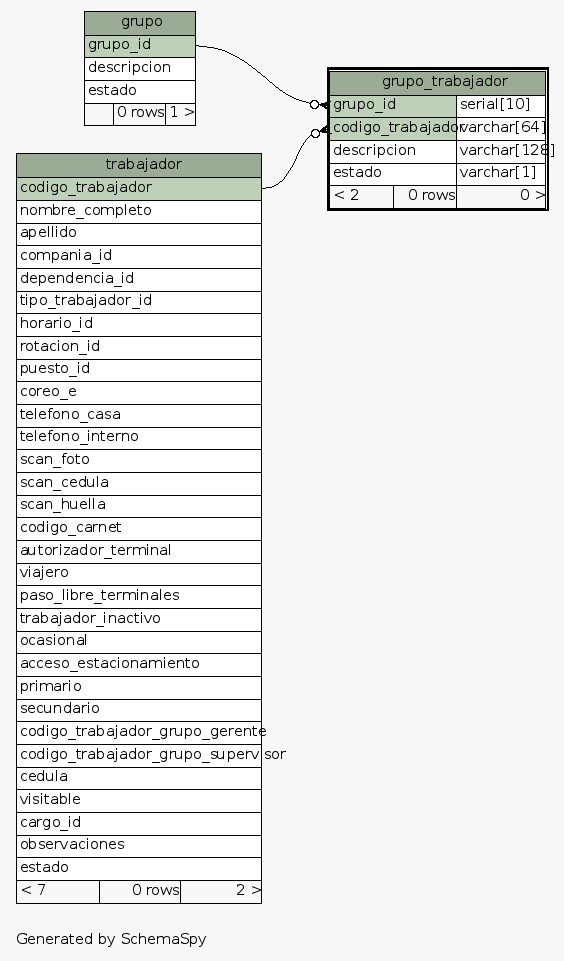 grupo
grupo_id
descripcion
estado
0 rows 1 >
grupo_trabajador
grupo_id serial[10]
codigo_trabajador varchar[64]
descripcion varchar[128]
estado varchar[1]
< 2 0 rows 0 >
trabajador
codigo_trabajador
nombre_completo
apellido
compania_id
dependencia_id
tipo_trabajador_id
horario_id
rotacion_id
puesto_id
coreo_e
telefono_casa
telefono_interno
scan_foto
scan_cedula
scan_huella
codigo_carnet
autorizador_terminal
viajero
paso_libre_terminales
trabajador_inactivo
ocasional
acceso_estacionamiento
primario
secundario
codigo_trabajador_grupo_gerente
codigo_trabajador_grupo_supervisor
cedula
visitable
cargo_id
observaciones
estado
< 7 0 rows 2 >
Generated by SchemaSpy